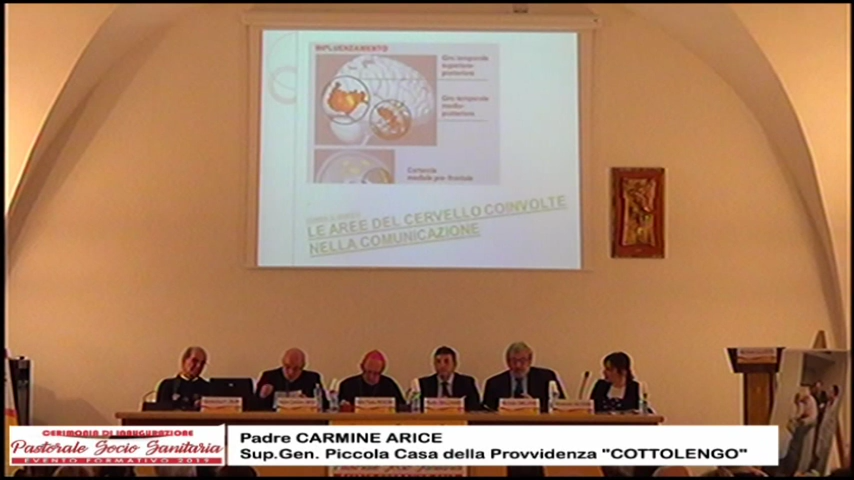 INFLUENZAMENTO
Giro temporale
superiore-
posteriore
Giro temporale
medio-
posteriore
Corteccia
mediale pre-frontale
LE AREE DEL CERVELLO COINVOLTE
NELLA COMUNICAZIONE
CERIMONIA DI INAUGURAZIONE
Pastorale Socio Sanitaria
EVENTO FORMATIVO 2019
Padre CARMINE ARICE
Sup.Gen. Piccola Casa della Provvidenza "COTTOLENGO"